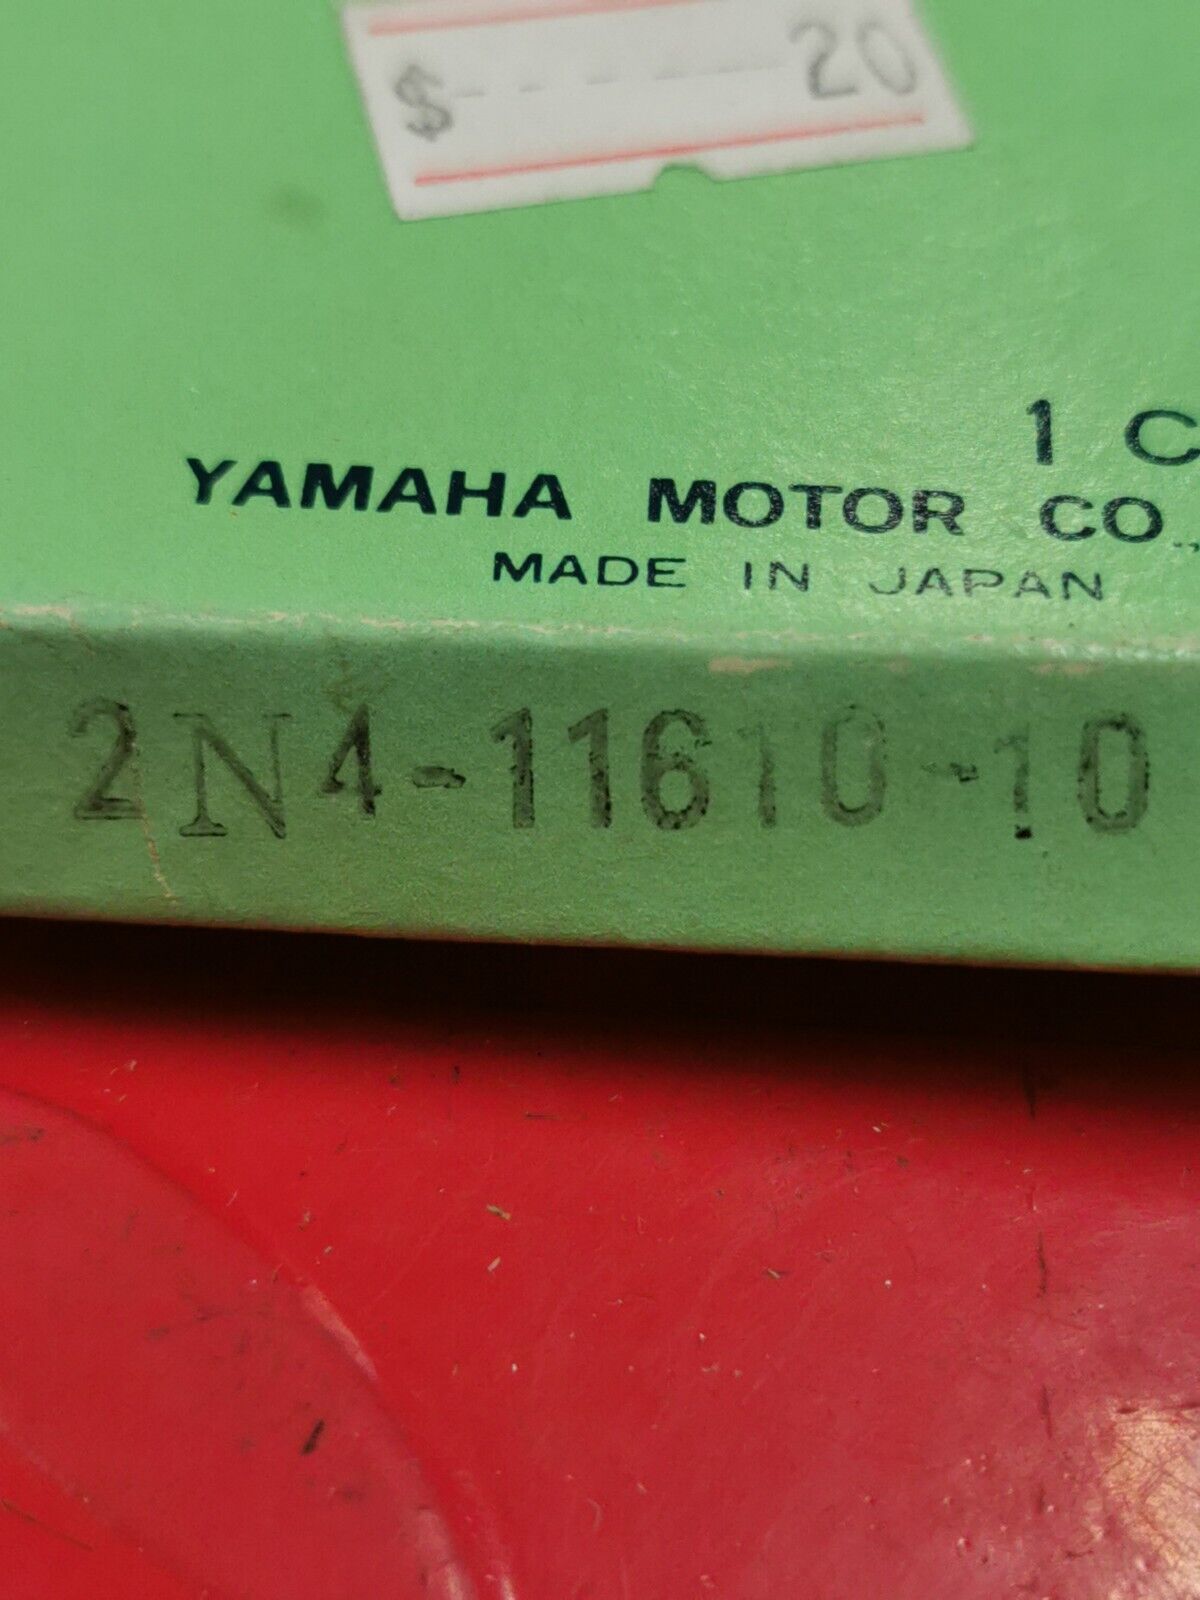 $ - - - - - - - 20
1 C
YAMAHA MOTOR CO.,
MADE IN JAPAN
2N4-11610-10